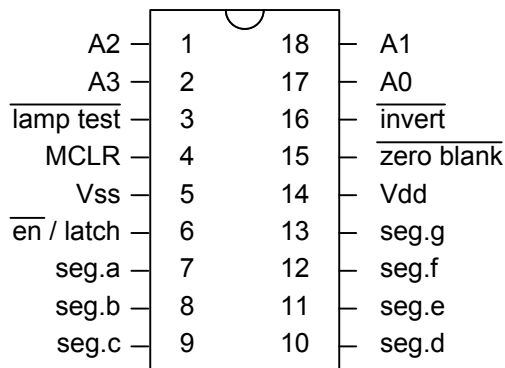 A2 1 18 A1
A3 2 17 A0
lamp test 3 16 invert
MCLR 4 15 zero blank
Vss 5 14 Vdd
en / latch 6 13 seg.g
seg.a 7 12 seg.f
seg.b 8 11 seg.e
seg.c 9 10 seg.d